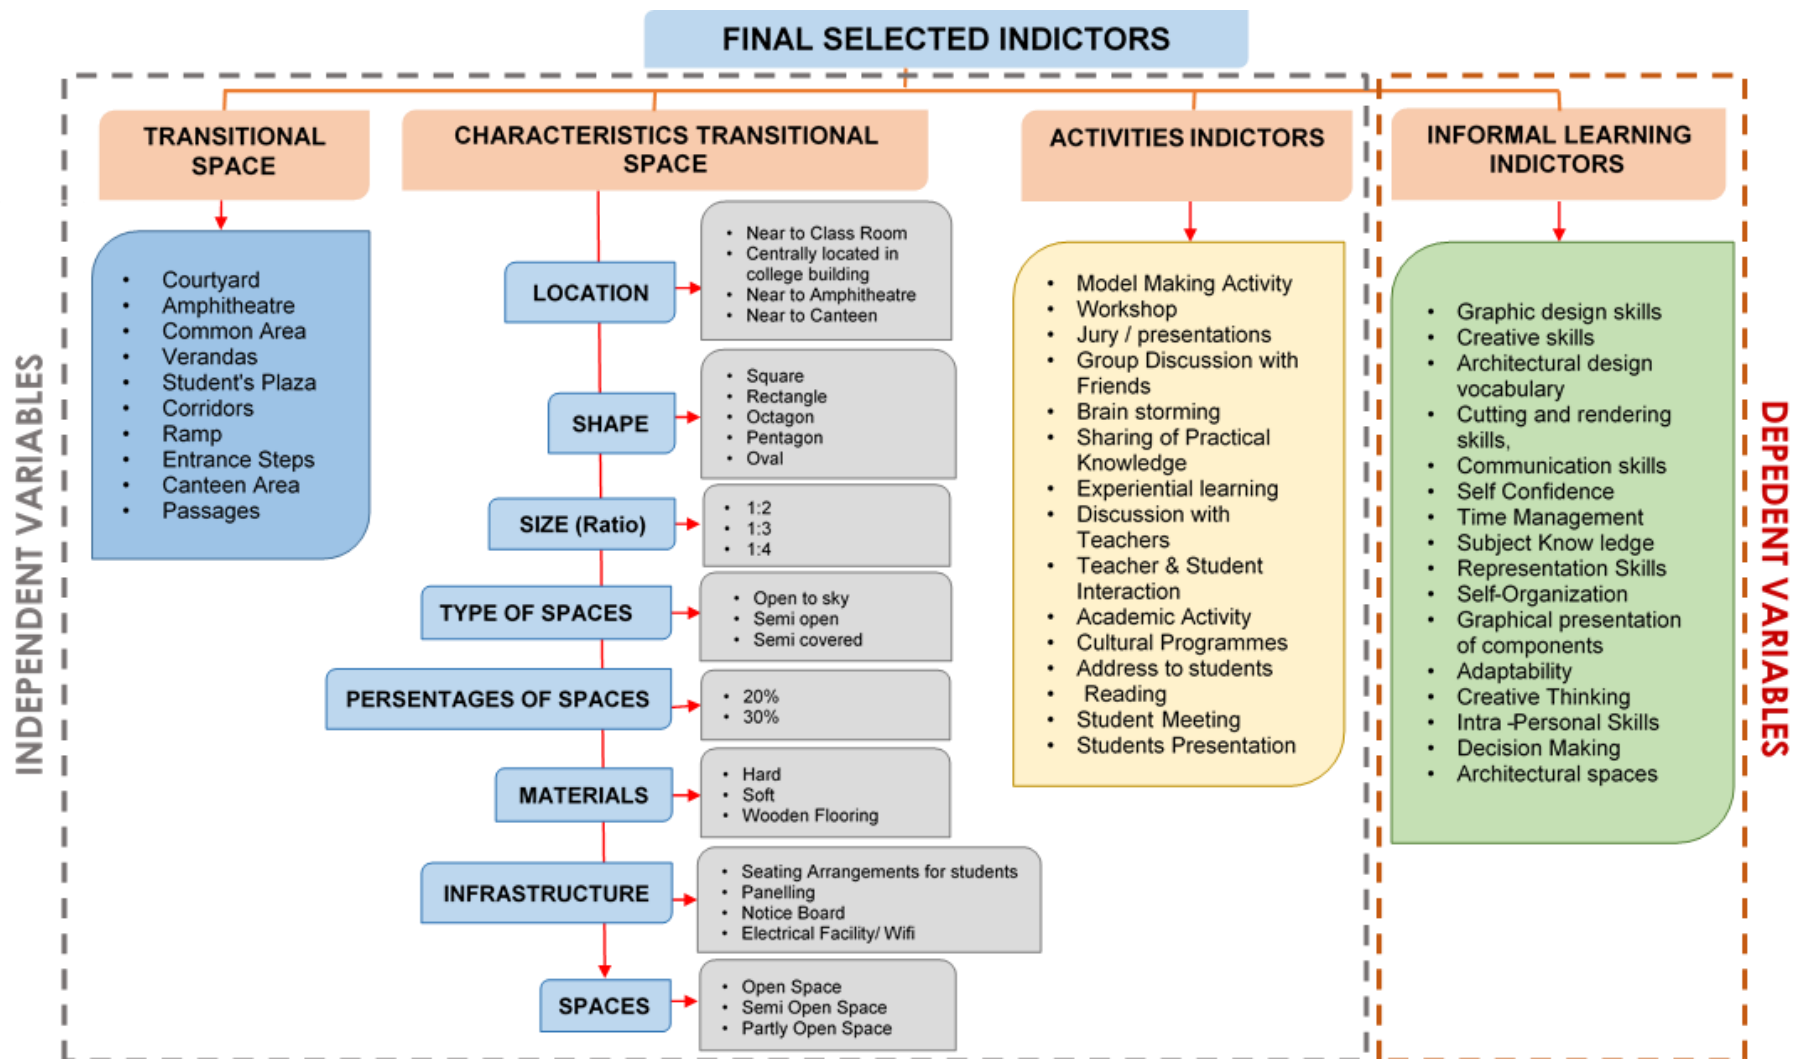 FINAL SELECTED INDICTORS
INDEPENDENT VARIABLES
TRANSITIONAL
SPACE
• Courtyard
• Amphitheatre
• Common Area
• Verandas
• Student's Plaza
• Corridors
• Ramp
• Entrance Steps
• Canteen Area
• Passages
CHARACTERISTICS TRANSITIONAL
SPACE
LOCATION
• Near to Class Room
• Centrally located in
college building
• Near to Amphitheatre
• Near to Canteen
SHAPE
• Square
• Rectangle
• Octagon
• Pentagon
• Oval
SIZE (Ratio)
• 1:2
• 1:3
• 1:4
TYPE OF SPACES
• Open to sky
• Semi open
• Semi covered
PERSENTAGES OF SPACES
• 20%
• 30%
MATERIALS
• Hard
• Soft
• Wooden Flooring
INFRASTRUCTURE
• Seating Arrangements for students
• Panelling
• Notice Board
• Electrical Facility/ Wifi
SPACES
• Open Space
• Semi Open Space
• Partly Open Space
ACTIVITIES INDICTORS
• Model Making Activity
• Workshop
• Jury / presentations
• Group Discussion with
Friends
• Brain storming
• Sharing of Practical
Knowledge
• Experiential learning
• Discussion with
Teachers
• Teacher & Student
Interaction
• Academic Activity
• Cultural Programmes
• Address to students
• Reading
• Student Meeting
• Students Presentation
INFORMAL LEARNING
INDICTORS
• Graphic design skills
• Creative skills
• Architectural design
vocabulary
• Cutting and rendering
skills,
• Communication skills
• Self Confidence
• Time Management
• Subject Know ledge
• Representation Skills
• Self-Organization
• Graphical presentation
of components
• Adaptability
• Creative Thinking
• Intra -Personal Skills
• Decision Making
• Architectural spaces
DEPEDENT VARIABLES